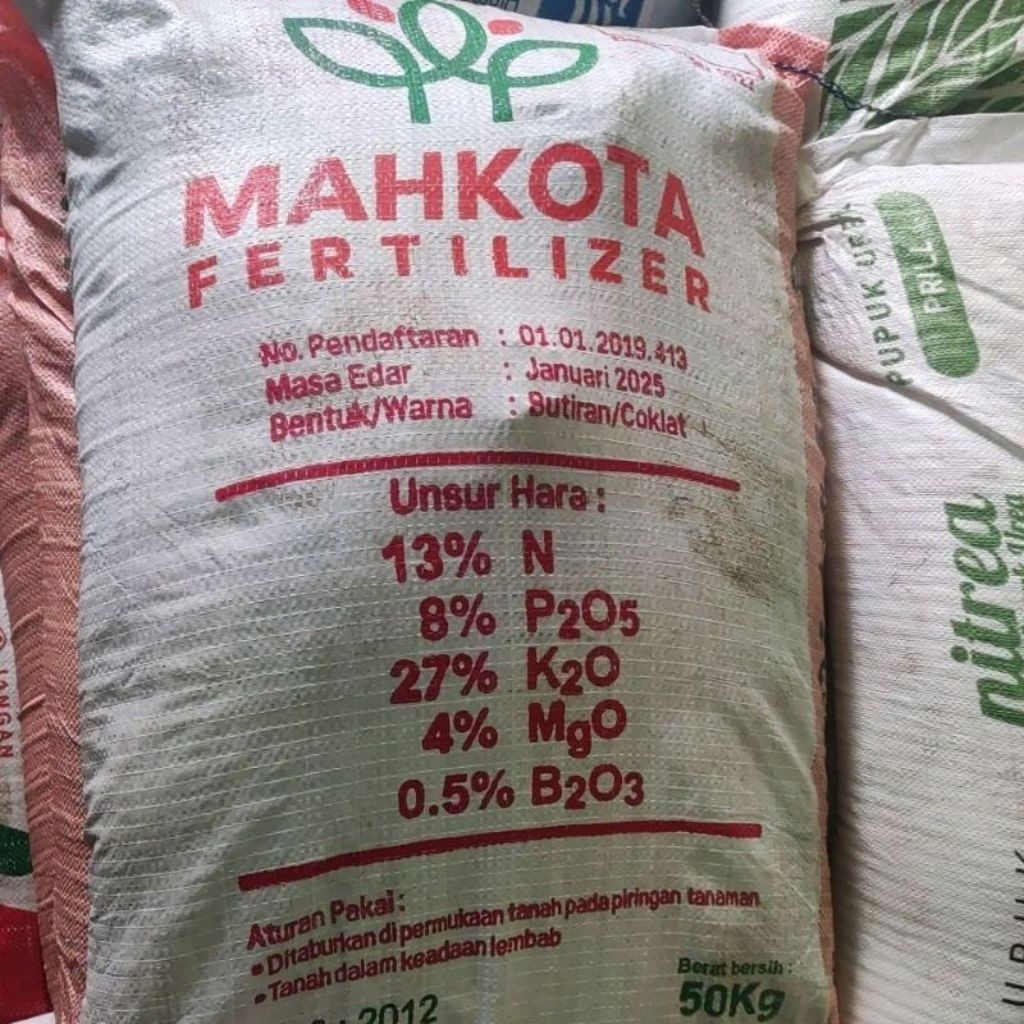 MAHKOTA
FERTILIZER
No. Pendaftaran : 01.01.2019.413
Masa Edar : Januari 2025
Bentuk/Warna : Butiran/Coklat
Unsur Hara :
13% N
8% P2O5
27% K2O
4% MgO
0.5% B2O3
Aturan Pakai :
• Ditaburkan di permukaan tanah pada piringan tanaman
• Tanah dalam keadaan lembab
Berat bersih :
50Kg
2012
PUPUK
PRILL
nitrea
JANGAN